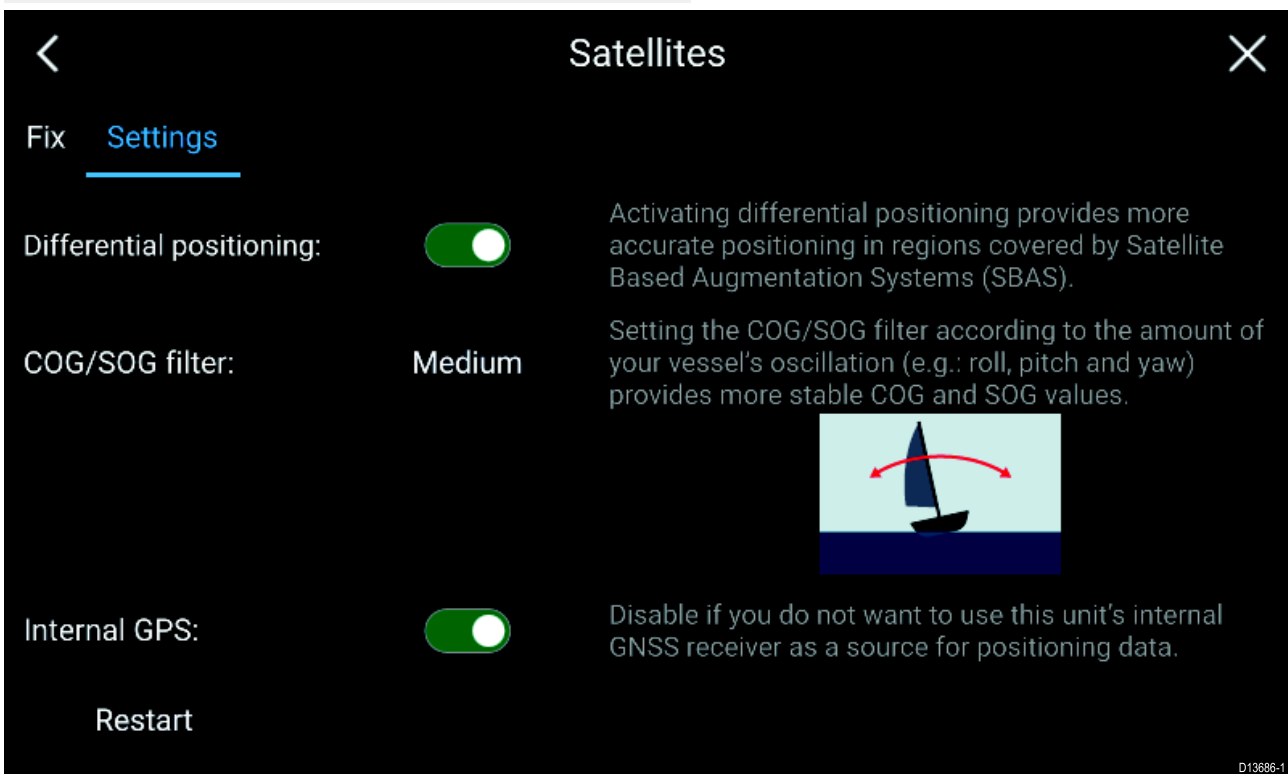 Satellites
Fix Settings
Differential positioning:
Activating differential positioning provides more
accurate positioning in regions covered by Satellite
Based Augmentation Systems (SBAS).
COG/SOG filter:
Medium
Setting the COG/SOG filter according to the amount of
your vessel's oscillation (e.g.: roll, pitch and yaw)
provides more stable COG and SOG values.
Internal GPS:
Disable if you do not want to use this unit's internal
GNSS receiver as a source for positioning data.
Restart
D13686-1